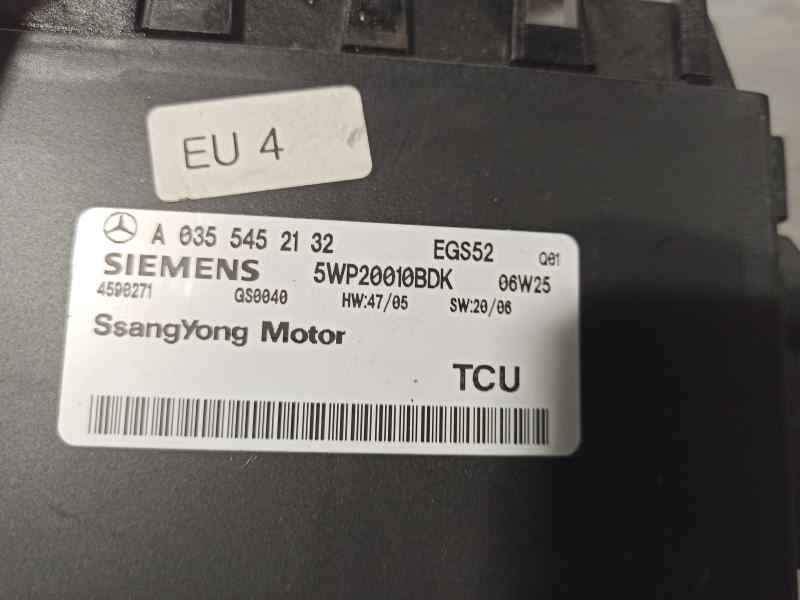 EU 4
A 035 545 21 32 EGS52 Q01
SIEMENS 5WP20010BDK 06W25
4590271 GS0040 HW:47/05 SW:20/06
SsangYong Motor
TCU